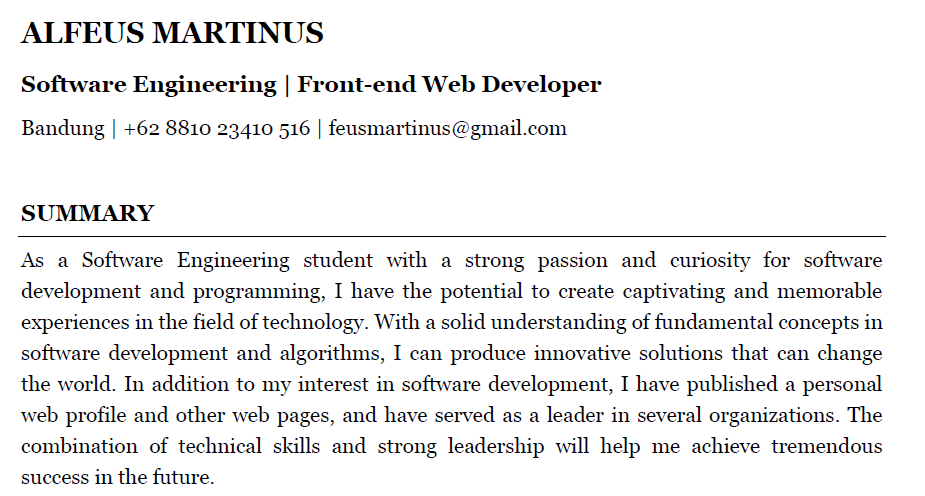 ALFEUS MARTINUS
Software Engineering | Front-end Web Developer
Bandung | +62 8810 23410 516 | feusmartinus@gmail.com
SUMMARY
As a Software Engineering student with a strong passion and curiosity for software
development and programming, I have the potential to create captivating and memorable
experiences in the field of technology. With a solid understanding of fundamental concepts in
software development and algorithms, I can produce innovative solutions that can change
the world. In addition to my interest in software development, I have published a personal
web profile and other web pages, and have served as a leader in several organizations. The
combination of technical skills and strong leadership will help me achieve tremendous
success in the future.